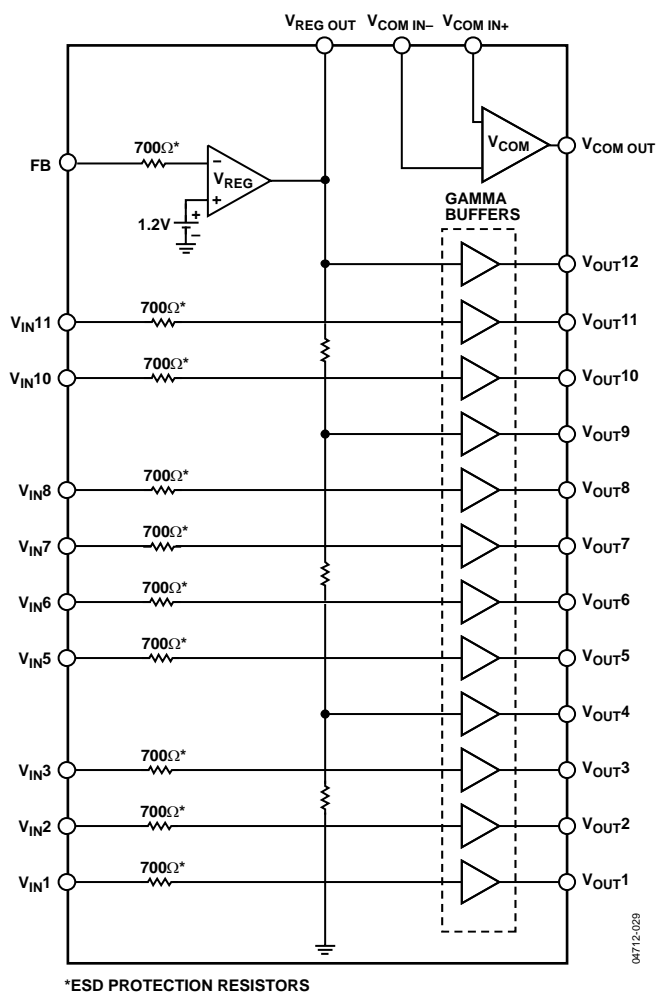 VREG OUT VCOM IN– VCOM IN+
FB
700Ω*
–
VREG
+
+
1.2V
–
VCOM
VCOM OUT
GAMMA
BUFFERS
VOUT12
VIN11 700Ω* VOUT11
VIN10 700Ω* VOUT10
VOUT9
VIN8 700Ω* VOUT8
VIN7 700Ω* VOUT7
VIN6 700Ω* VOUT6
VIN5 700Ω* VOUT5
VOUT4
VIN3 700Ω* VOUT3
VIN2 700Ω* VOUT2
VIN1 700Ω* VOUT1
04712-029
*ESD PROTECTION RESISTORS